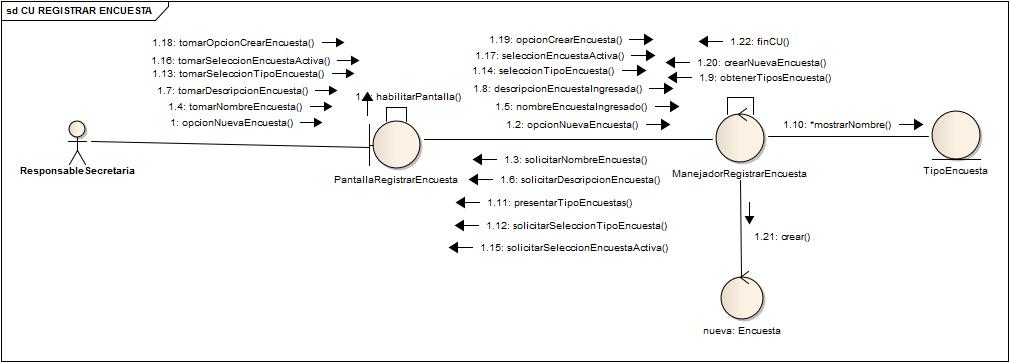 sd CU REGISTRAR ENCUESTA
1.18: tomarOpcionCrearEncuesta()
1.16: tomarSeleccionEncuestaActiva()
1.13: tomarSeleccionTipoEncuesta()
1.7: tomarDescripcionEncuesta()
1.4: tomarNombreEncuesta()
1: opcionNuevaEncuesta()
habilitarPantalla()
1.19: opcionCrearEncuesta()
1.17: seleccionEncuestaActiva()
1.14: seleccionTipoEncuesta()
1.8: descripcionEncuestaIngresada()
1.5: nombreEncuestaIngresado()
1.2: opcionNuevaEncuesta()
1.22: finCU()
1.20: crearNuevaEncuesta()
1.9: obtenerTiposEncuesta()
1.10: *mostrarNombre()
ResponsableSecretaria
PantallaRegistrarEncuesta
ManejadorRegistrarEncuesta
TipoEncuesta
1.3: solicitarNombreEncuesta()
1.6: solicitarDescripcionEncuesta()
1.11: presentarTipoEncuestas()
1.12: solicitarSeleccionTipoEncuesta()
1.15: solicitarSeleccionEncuestaActiva()
1.21: crear()
nueva: Encuesta